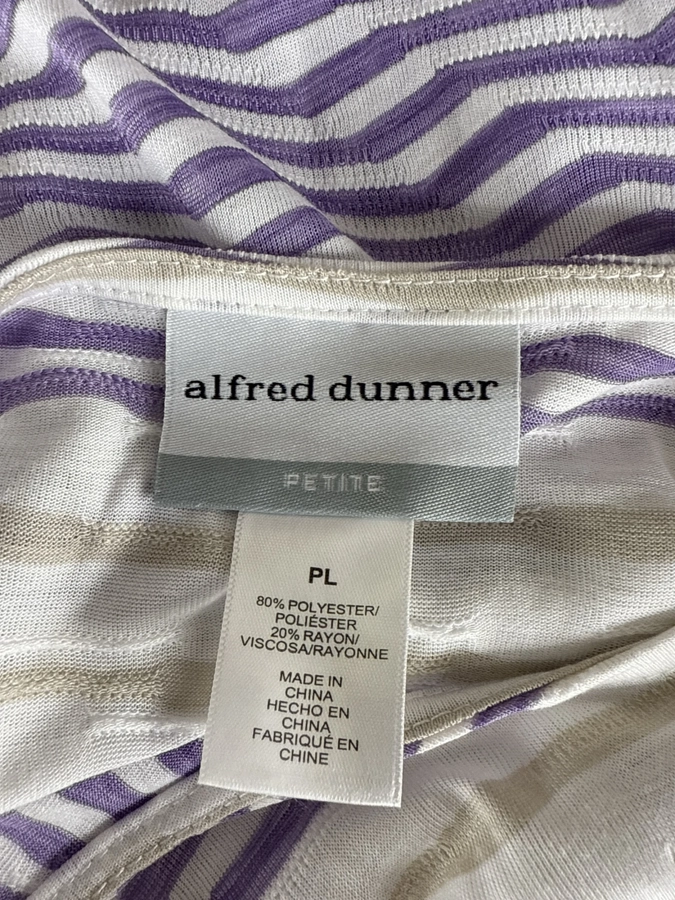 alfred dunner
PETITE
PL
80% POLYESTER/
POLIÉSTER
20% RAYON/
VISCOSA/RAYONNE
MADE IN
CHINA
HECHO EN
CHINA
FABRIQUÉ EN
CHINE